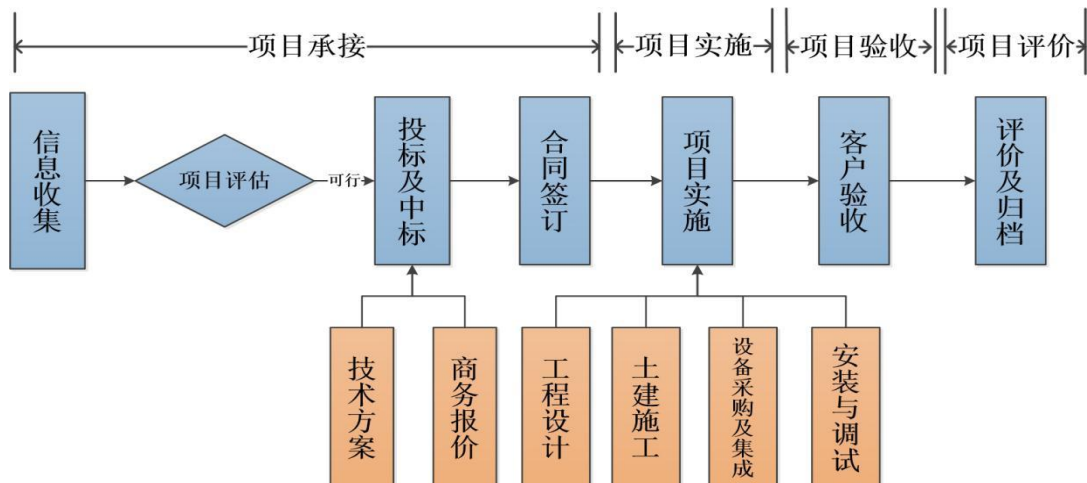 项目承接
项目实施
项目验收
项目评价
信息收集
项目评估
可行
投标及中标
合同签订
项目实施
客户验收
评价及归档
技术方案
商务报价
工程设计
土建施工
设备采购及集成
安装与调试